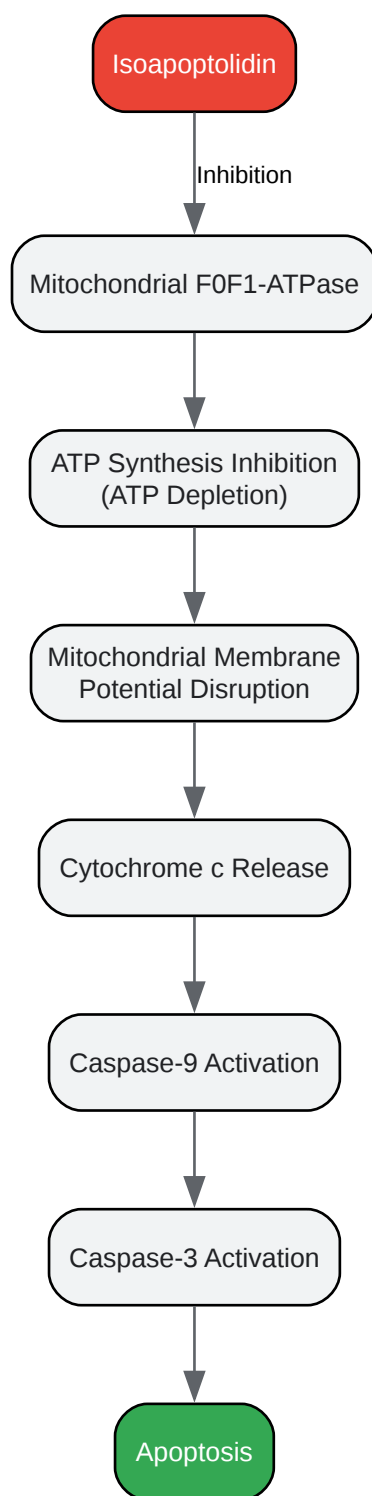 Isoapoptolidin
Inhibition
Mitochondrial F0F1-ATPase
ATP Synthesis Inhibition
(ATP Depletion)
Mitochondrial Membrane
Potential Disruption
Cytochrome c Release
Caspase-9 Activation
Caspase-3 Activation
Apoptosis